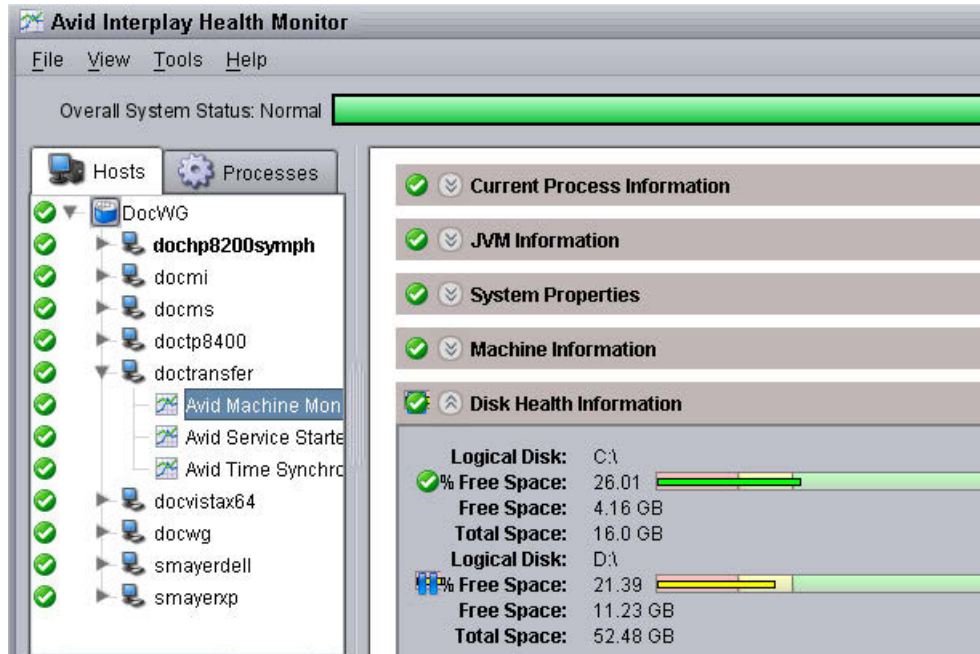 Avid Interplay Health Monitor
File View Tools Help
Overall System Status: Normal
Hosts Processes
DocWG
dochp8200symph
docmi
docms
doctp8400
doctransfer
Avid Machine Mon
Avid Service Starte
Avid Time Synchro
docvistax64
docwg
smayerdell
smayerxp
Current Process Information
JVM Information
System Properties
Machine Information
Disk Health Information
Logical Disk: C:\
% Free Space: 26.01
Free Space: 4.16 GB
Total Space: 16.0 GB
Logical Disk: D:\
% Free Space: 21.39
Free Space: 11.23 GB
Total Space: 52.48 GB